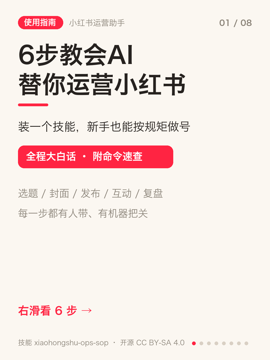 使用指南 小红书运营助手 01 / 08
6步教会AI
替你运营小红书
装一个技能，新手也能按规矩做号
全程大白话 · 附命令速查
选题 / 封面 / 发布 / 互动 / 复盘
每一步都有人带、有机器把关
右滑看 6 步 →
技能 xiaohongshu-ops-sop · 开源 CC BY-SA 4.0